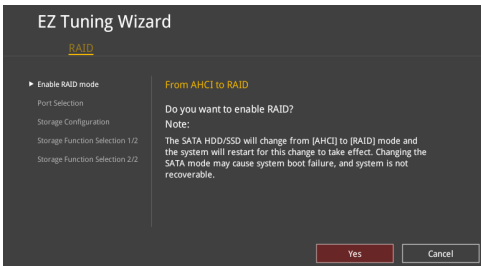 EZ Tuning Wizard
RAID
Enable RAID mode
Port Selection
Storage Configuration
Storage Function Selection 1/2
Storage Function Selection 2/2
From AHCI to RAID
Do you want to enable RAID?
Note:
The SATA HDD/SSD will change from [AHCI] to [RAID] mode and
the system will restart for this change to take effect. Changing the
SATA mode may cause system boot failure, and system is not
recoverable.
Yes
Cancel